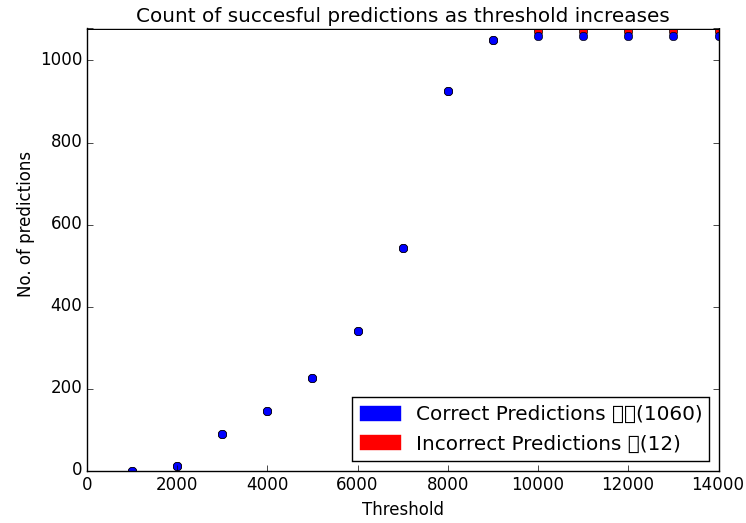 Count of succesful predictions as threshold increases
No. of predictions
1000
800
600
400
200
0
0 2000 4000 6000 8000 10000 12000 14000
Threshold
Correct Predictions (1060)
Incorrect Predictions (12)